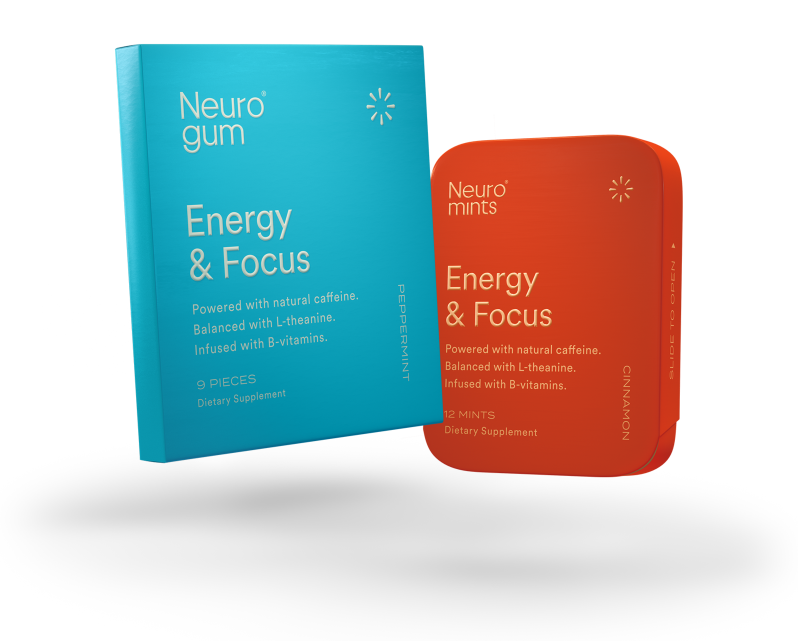 Neuro®
gum
Energy
& Focus
Powered with natural caffeine.
Balanced with L-theanine.
Infused with B-vitamins.
9 PIECES
Dietary Supplement
PEPPERMINT
Neuro®
mints
Energy
& Focus
Powered with natural caffeine.
Balanced with L-theanine.
Infused with B-vitamins.
12 MINTS
Dietary Supplement
CINNAMON
SLIDE TO OPEN